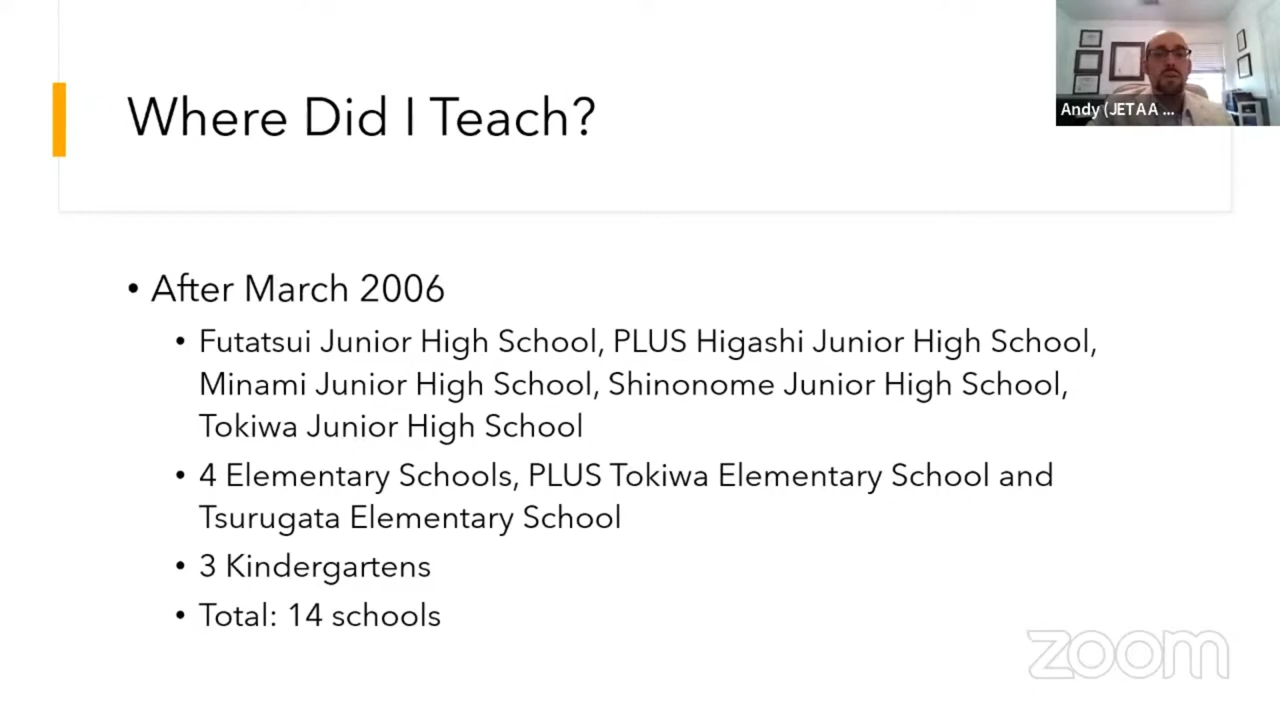 Where Did I Teach?
Andy (JETAA ...
• After March 2006
• Futatsui Junior High School, PLUS Higashi Junior High School,
Minami Junior High School, Shinonome Junior High School,
Tokiwa Junior High School
• 4 Elementary Schools, PLUS Tokiwa Elementary School and
Tsurugata Elementary School
• 3 Kindergartens
• Total: 14 schools
zoom